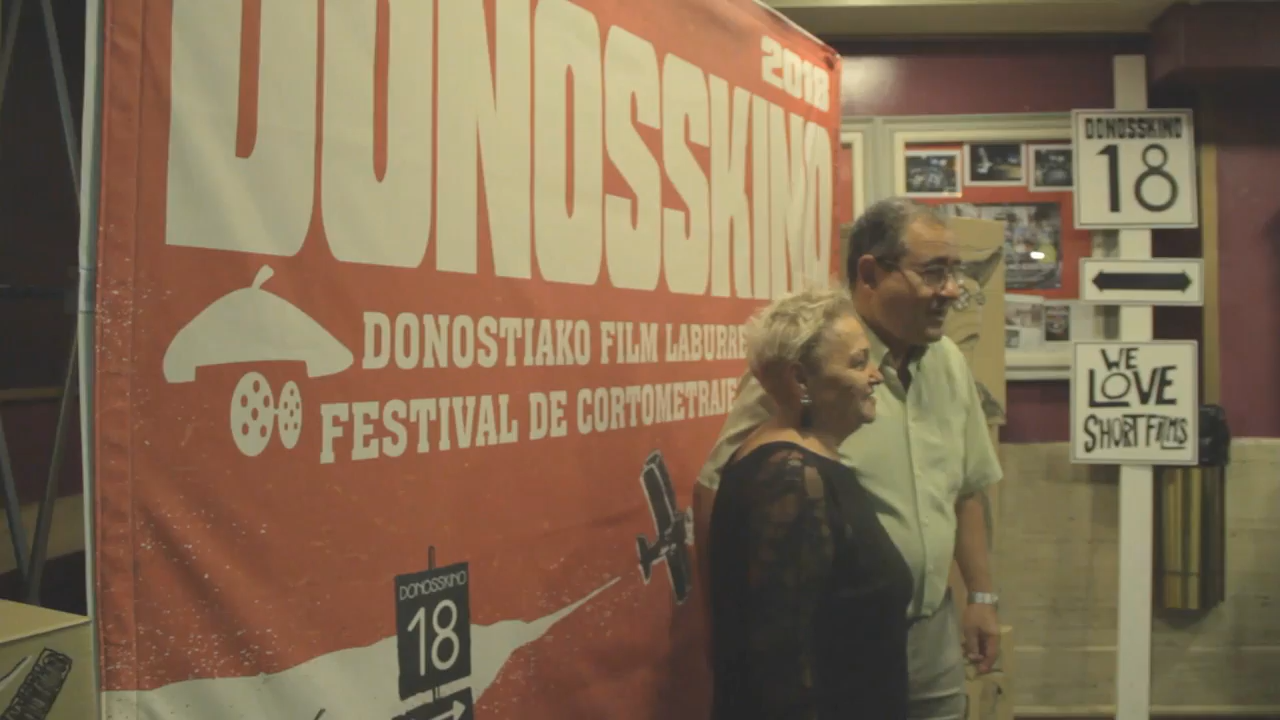 2018
DONOSSKINO
DONOSTIAKO FILM LABURRE
FESTIVAL DE CORTOMETRAJE
DONOSSKINO
18
DONOSSKINO
18
WE
LOVE
SHORT FILMS